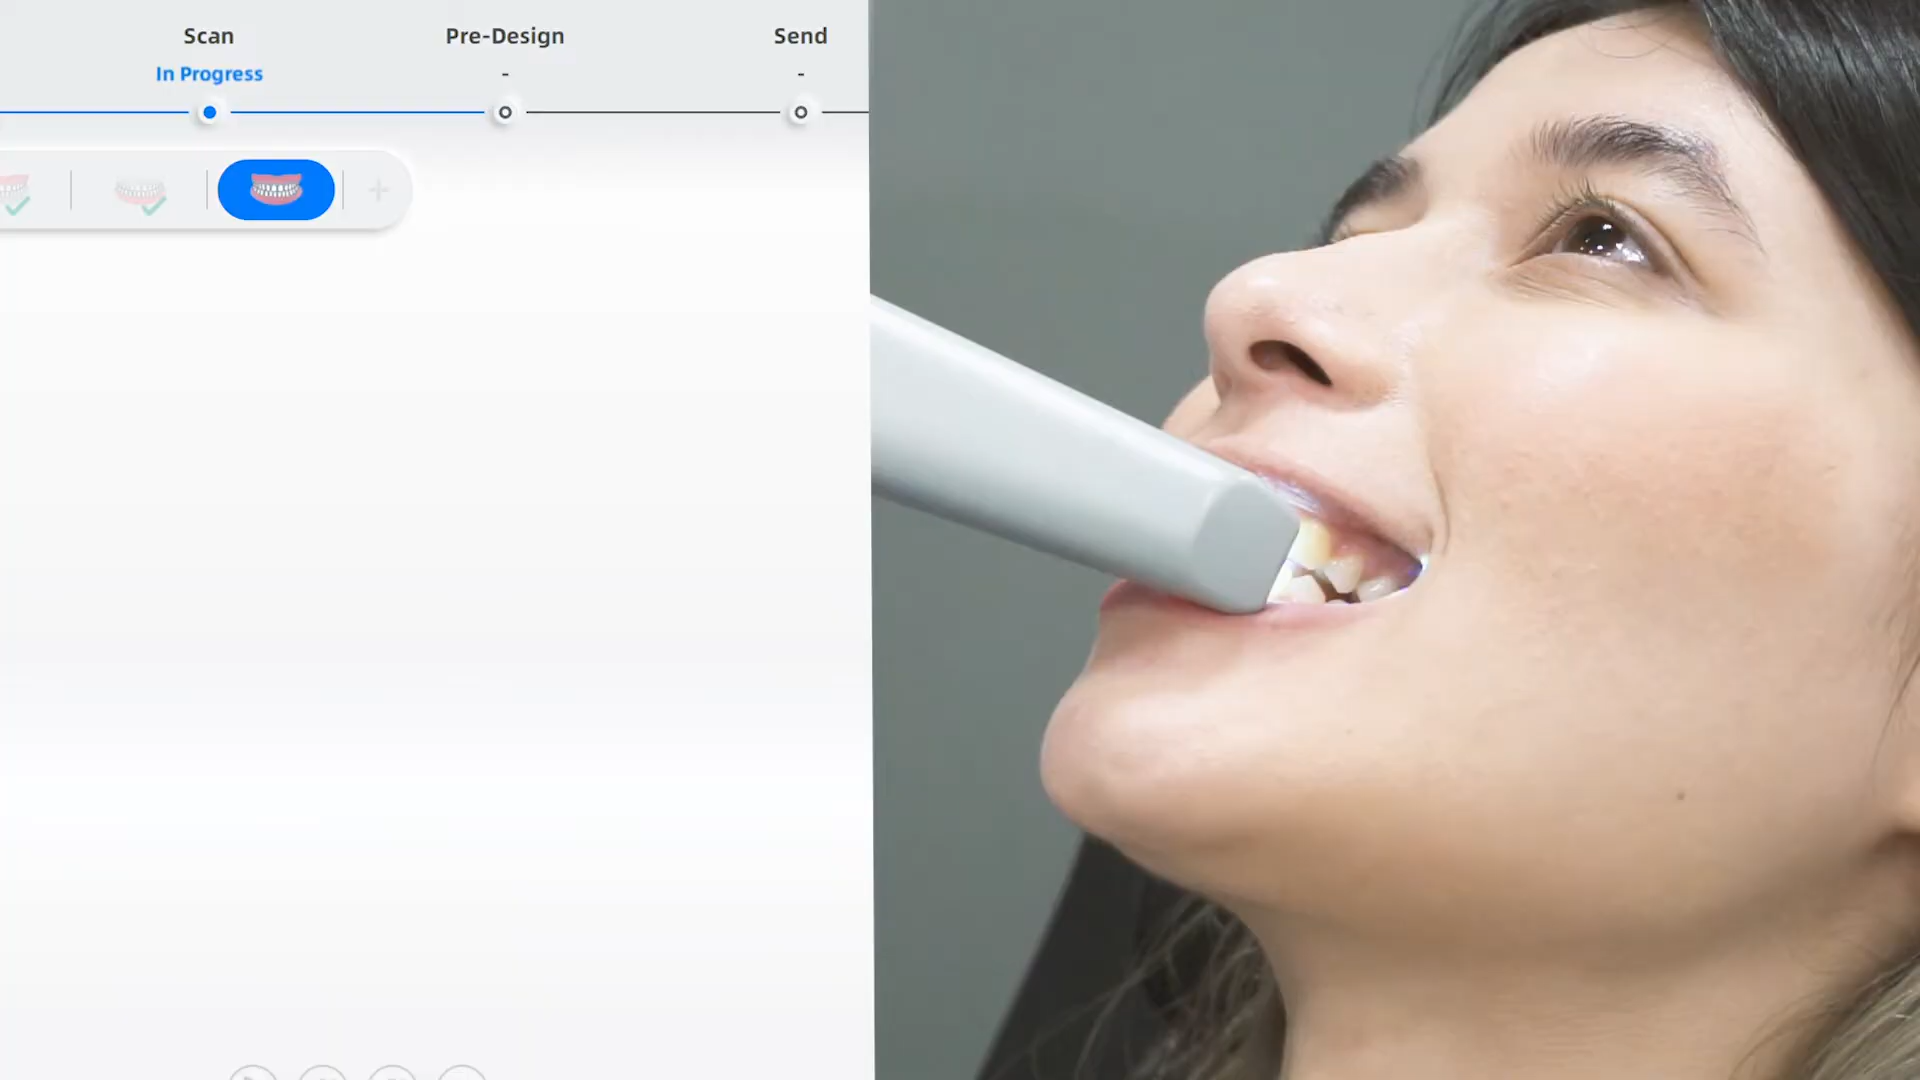 Scan
Pre-Design
Send
In Progress
-
-